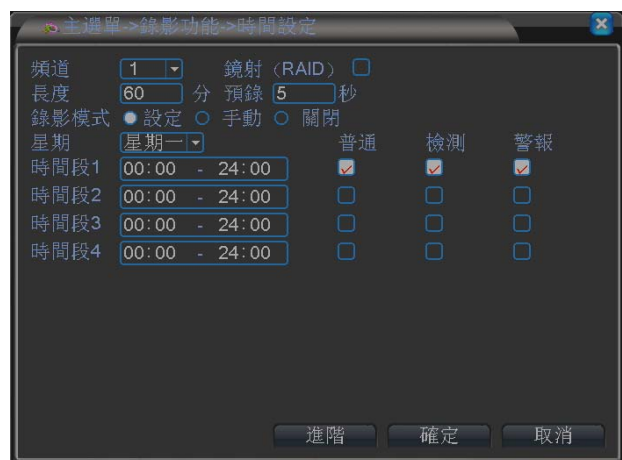 主選單->錄影功能->時間設定
頻道 1 鏡射（RAID）
長度 60 分 預錄 5 秒
錄影模式 設定 手動 關閉
星期 星期一 普通 檢測 警報
時間段1 00:00 - 24:00
時間段2 00:00 - 24:00
時間段3 00:00 - 24:00
時間段4 00:00 - 24:00
進階 確定 取消